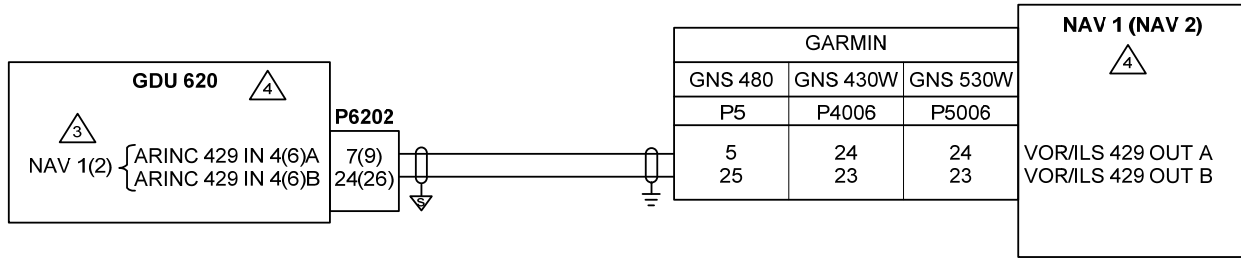 GDU 620
4
3
NAV 1(2)
ARINC 429 IN 4(6)A
ARINC 429 IN 4(6)B
P6202
7(9)
24(26)
S
GARMIN
GNS 480 GNS 430W GNS 530W
P5 P4006 P5006
5 24 24
25 23 23
NAV 1 (NAV 2)
4
VOR/ILS 429 OUT A
VOR/ILS 429 OUT B